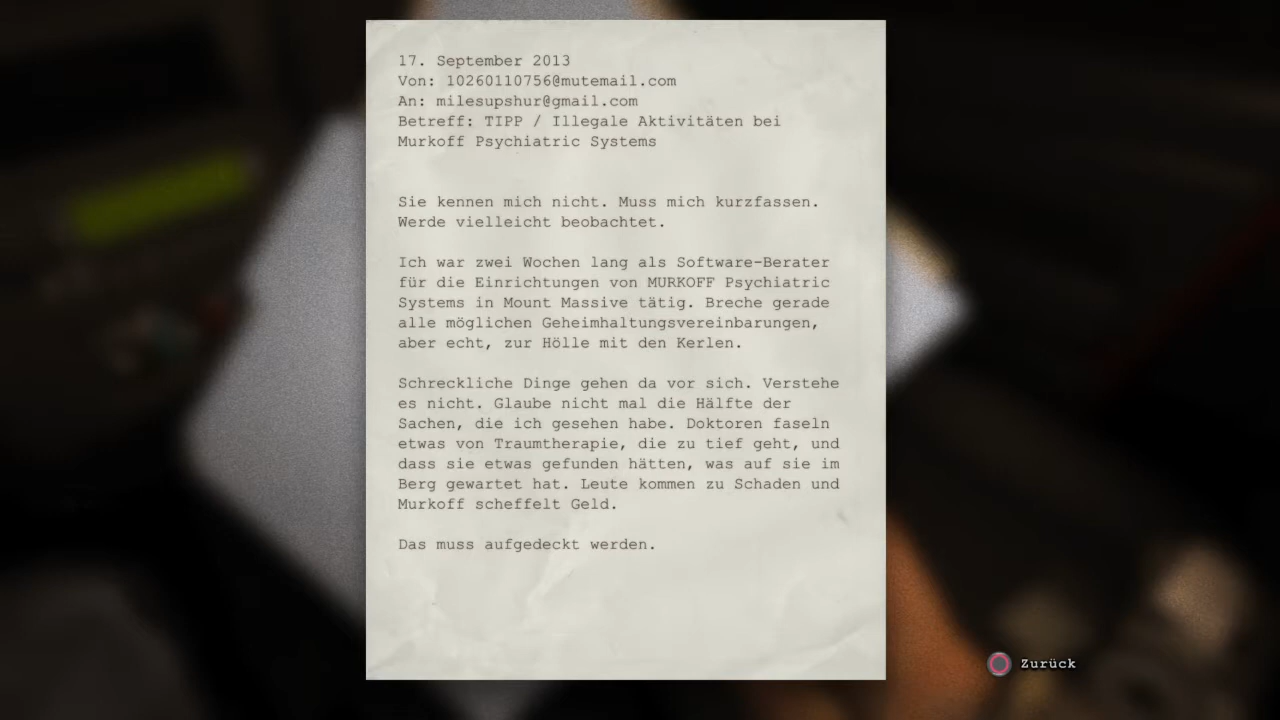 17. September 2013
Von: 10260110756@mutemail.com
An: milesupshur@gmail.com
Betreff: TIPP / Illegale Aktivitäten bei
Murkoff Psychiatric Systems
Sie kennen mich nicht. Muss mich kurzfassen.
Werde vielleicht beobachtet.
Ich war zwei Wochen lang als Software-Berater
für die Einrichtungen von MURKOFF Psychiatric
Systems in Mount Massive tätig. Breche gerade
alle möglichen Geheimhaltungsvereinbarungen,
aber echt, zur Hölle mit den Kerlen.
Schreckliche Dinge gehen da vor sich. Verstehe
es nicht. Glaube nicht mal die Hälfte der
Sachen, die ich gesehen habe. Doktoren faseln
etwas von Traumtherapie, die zu tief geht, und
dass sie etwas gefunden hätten, was auf sie im
Berg gewartet hat. Leute kommen zu Schaden und
Murkoff scheffelt Geld.
Das muss aufgedeckt werden.
Zurück